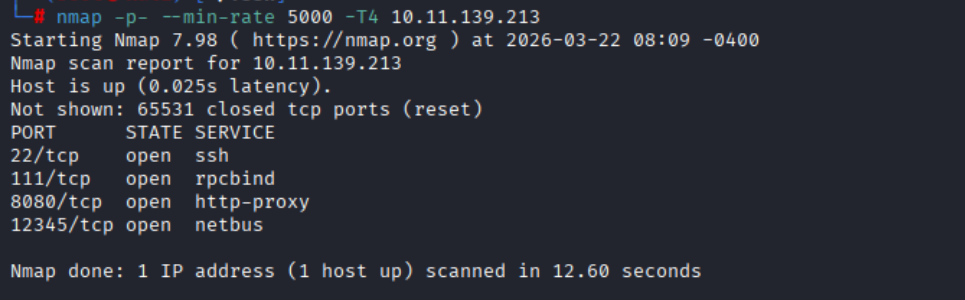 └─# nmap -p- --min-rate 5000 -T4 10.11.139.213
Starting Nmap 7.98 ( https://nmap.org ) at 2026-03-22 08:09 -0400
Nmap scan report for 10.11.139.213
Host is up (0.025s latency).
Not shown: 65531 closed tcp ports (reset)
PORT      STATE SERVICE
22/tcp    open  ssh
111/tcp   open  rpcbind
8080/tcp  open  http-proxy
12345/tcp open  netbus
Nmap done: 1 IP address (1 host up) scanned in 12.60 seconds